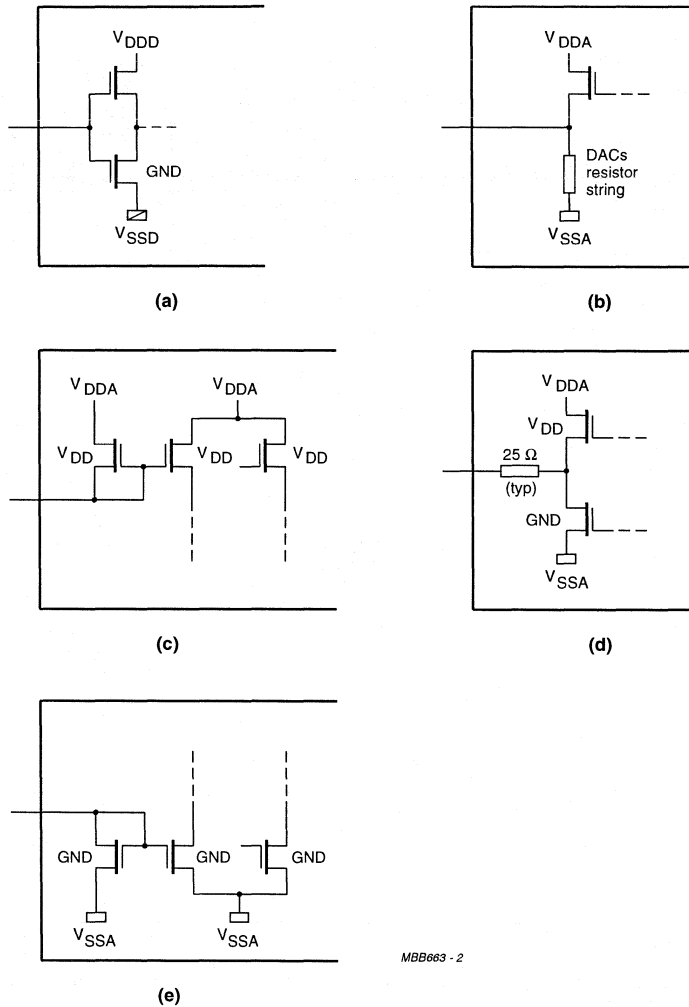 V DDD
GND
V SSD
(a)
V DDA
DACs
resistor
string
V SSA
(b)
V DDA
V DDA
V DD
V DD
V DD
(c)
V DDA
V DD
25 Ω
(typ)
GND
V SSA
(d)
GND
GND
GND
V SSA
V SSA
MBB663 - 2
(e)